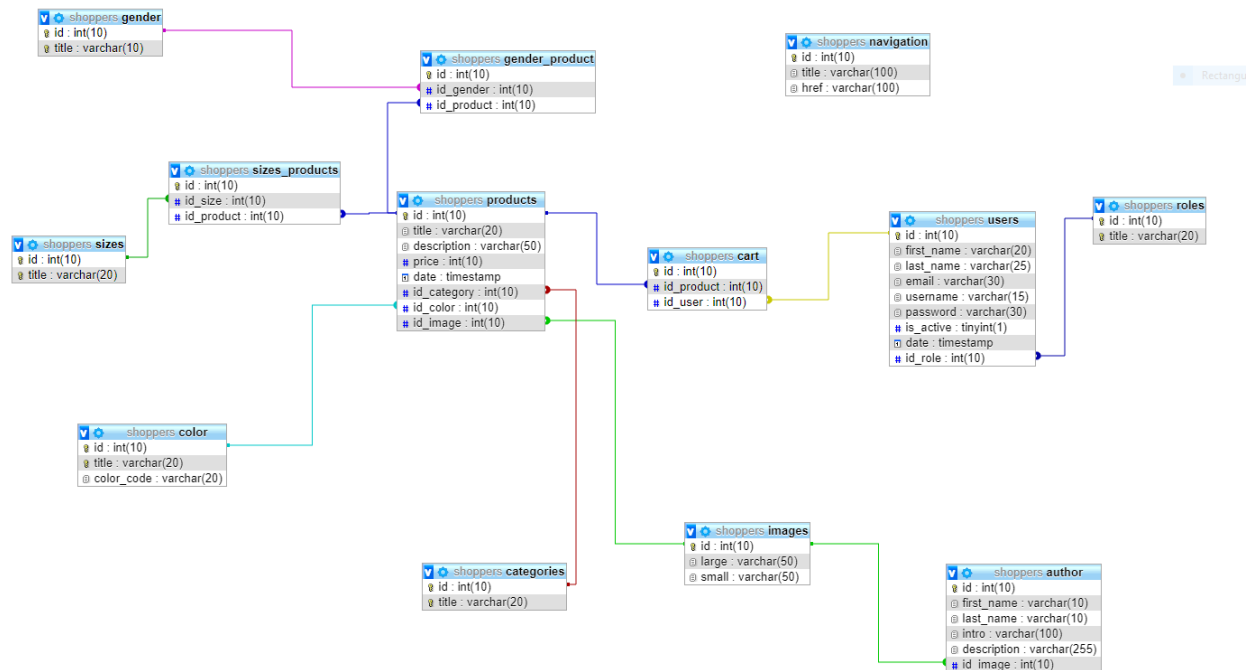 shoppers gender
id : int(10)
title : varchar(10)
shoppers gender_product
id : int(10)
id_gender : int(10)
id_product : int(10)
shoppers navigation
id : int(10)
title : varchar(100)
href : varchar(100)
shoppers sizes_products
id : int(10)
id_size : int(10)
id_product : int(10)
shoppers sizes
id : int(10)
title : varchar(20)
shoppers products
id : int(10)
title : varchar(20)
description : varchar(50)
price : int(10)
date : timestamp
id_category : int(10)
id_color : int(10)
id_image : int(10)
shoppers cart
id : int(10)
id_product : int(10)
id_user : int(10)
shoppers users
id : int(10)
first_name : varchar(20)
last_name : varchar(25)
email : varchar(30)
username : varchar(15)
password : varchar(30)
is_active : tinyint(1)
date : timestamp
id_role : int(10)
shoppers roles
id : int(10)
title : varchar(20)
shoppers color
id : int(10)
title : varchar(20)
color_code : varchar(20)
shoppers categories
id : int(10)
title : varchar(20)
shoppers images
id : int(10)
large : varchar(50)
small : varchar(50)
shoppers author
id : int(10)
first_name : varchar(10)
last_name : varchar(10)
intro : varchar(100)
description : varchar(255)
id_image : int(10)